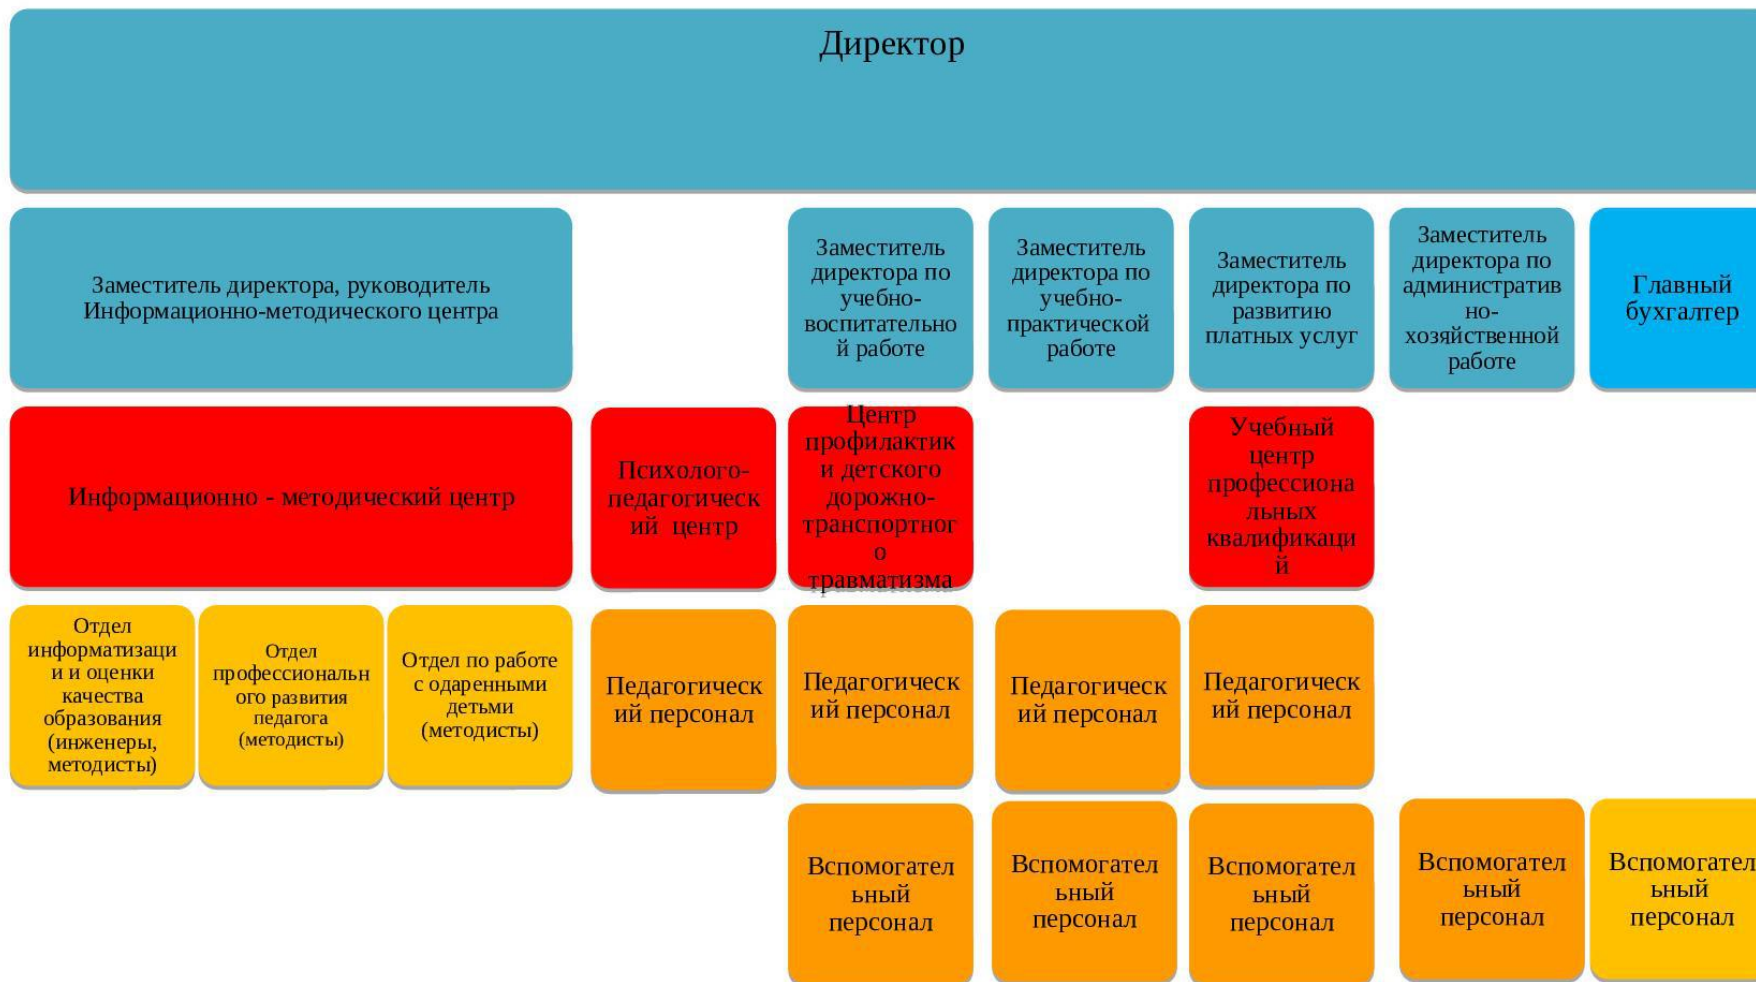 Директор
Заместитель директора, руководитель
Информационно-методического центра
Заместитель
директора по
учебно-
воспитательно
й работе
Заместитель
директора по
учебно-
практической
работе
Заместитель
директора по
развитию
платных услуг
Заместитель
директора по
административ
но-
хозяйственной
работе
Главный
бухгалтер
Информационно - методический центр
Психолого-
педагогическ
ий центр
Центр
профилактик
и детского
дорожно-
транспортног
о
травматизма
Учебный
центр
профессиона
льных
квалификаци
й
Отдел
информатизаци
и и оценки
качества
образования
(инженеры,
методисты)
Отдел
профессиональн
ого развития
педагога
(методисты)
Отдел по работе
с одаренными
детьми
(методисты)
Педагогическ
ий персонал
Педагогическ
ий персонал
Педагогическ
ий персонал
Педагогическ
ий персонал
Вспомогател
ьный
персонал
Вспомогател
ьный
персонал
Вспомогател
ьный
персонал
Вспомогател
ьный
персонал
Вспомогател
ьный
персонал